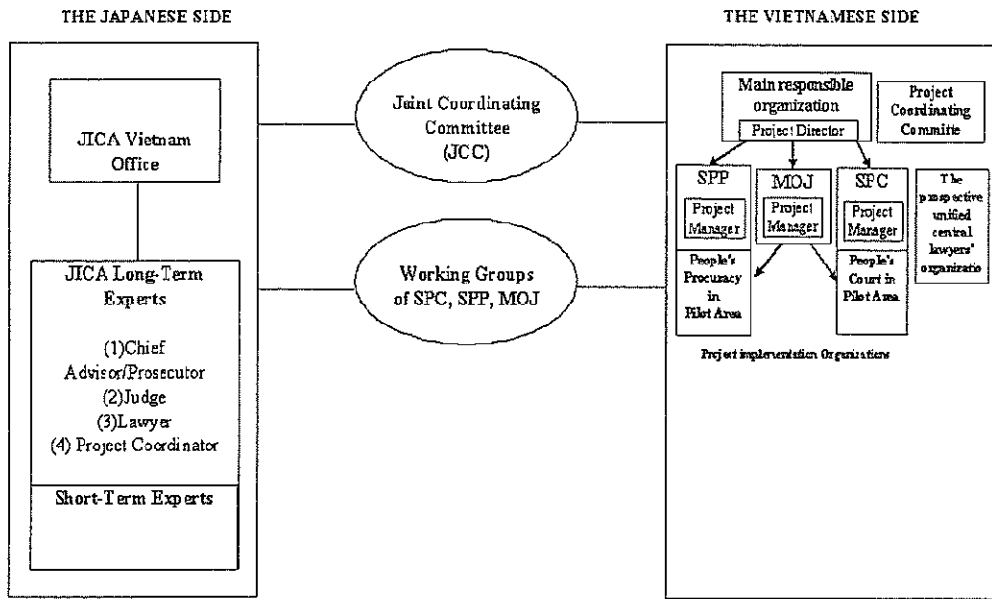 THE JAPANESE SIDE
THE VIETNAMESE SIDE
JICA Vietnam
Office
JICA Long-Term
Experts
(1)Chief
Advisor/Prosecutor
(2)Judge
(3)Lawyer
(4) Project Coordinator
Short-Term Experts
Joint Coordinating
Committee
(JCC)
Working Groups
of SPC, SPP, MOJ
Main responsible
organization
Project Director
Project
Coordinating
Committe
SPP
Project
Manager
MOJ
Project
Manager
SPC
Project
Manager
The
prospective
unified
central
lawyers'
organizatio
People's
Procuracy
in
Pilot Area
People's
Court in
Pilot Area
Project implementation Organizations